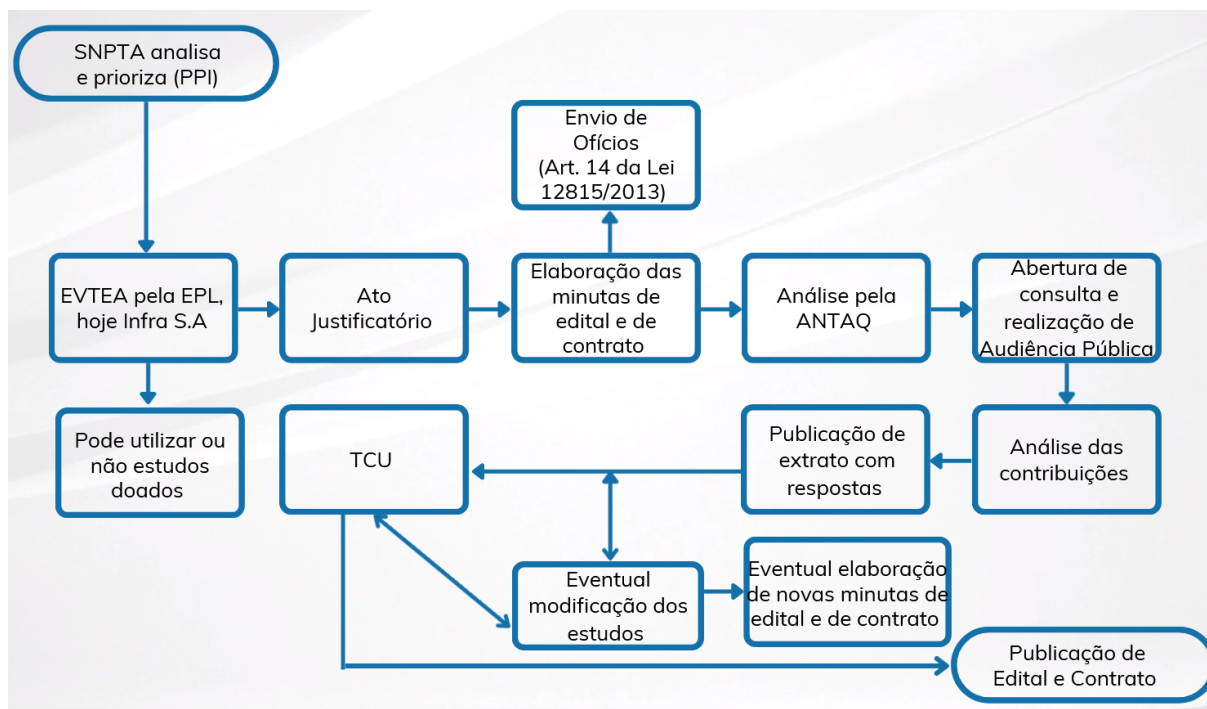 SNPTA analisa
e prioriza (PPI)
Envio de
Ofícios
(Art. 14 da Lei
12815/2013)
EVTEA pela EPL,
hoje Infra S.A
Ato
Justificatório
Elaboração das
minutas de
edital e de
contrato
Análise pela
ANTAQ
Abertura de
consulta e
realização de
Audiência Pública
Pode utilizar ou
não estudos
doados
TCU
Publicação de
extrato com
respostas
Análise das
contribuições
Eventual
modificação dos
estudos
Eventual elaboração
de novas minutas de
edital e de contrato
Publicação de
Edital e Contrato